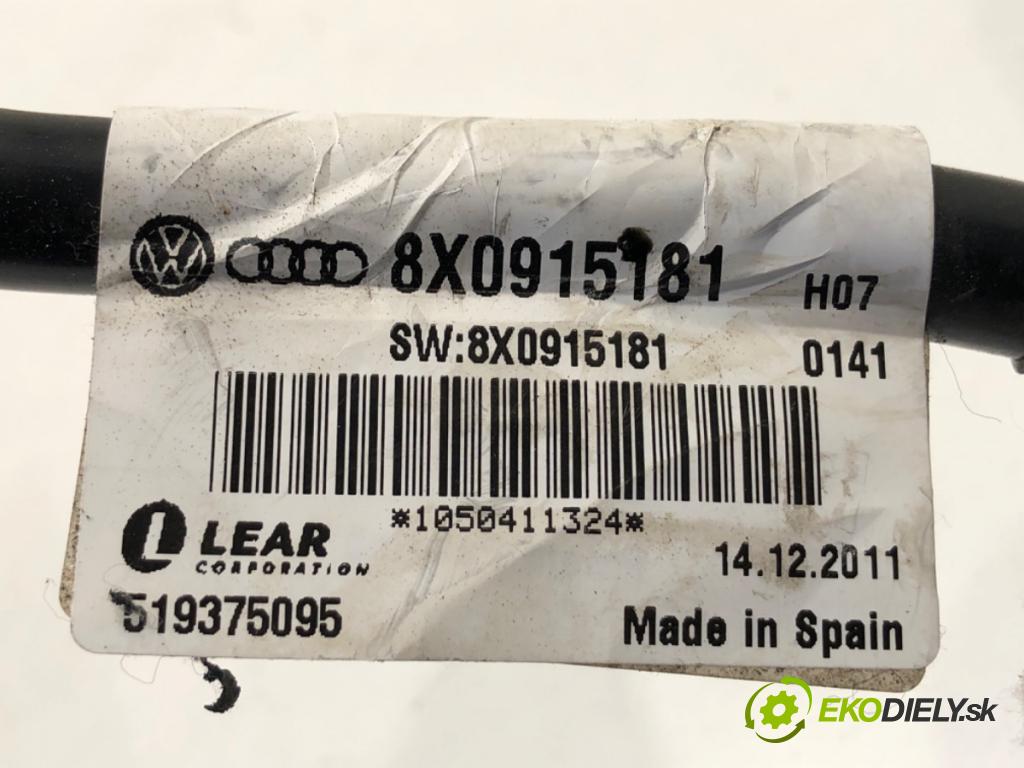 8X0915181 H07
SW:8X0915181 0141
*1050411324*
LEAR
CORPORATION
14.12.2011
519375095
Made in Spain
EKODIELY.sk